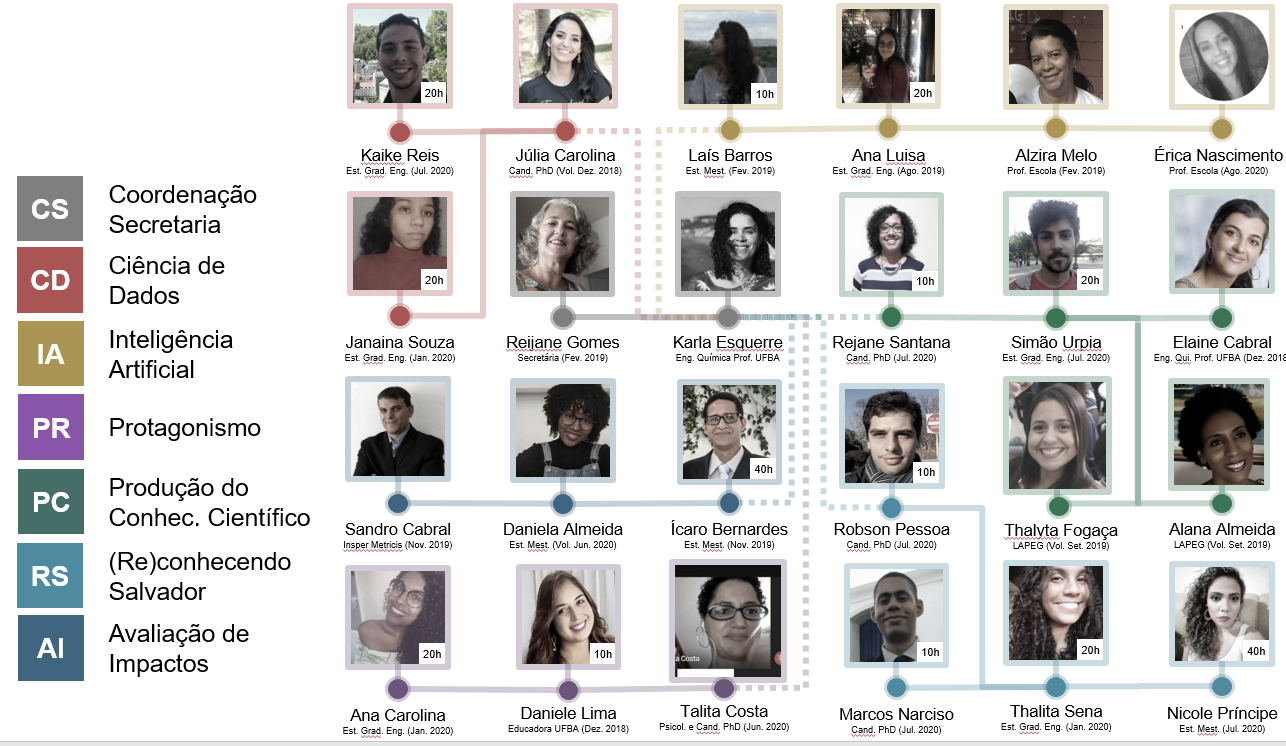 20h
10h
20h
Kaike Reis
Est. Grad. Eng. (Jul. 2020)
Júlia Carolina
Cand. PhD (Vol. Dez. 2018)
Laís Barros
Est. Mest. (Fev. 2019)
Ana Luisa
Est. Grad. Eng. (Ago. 2019)
Alzira Melo
Prof. Escola (Fev. 2019)
Érica Nascimento
Prof. Escola (Ago. 2020)
CS
Coordenação
Secretaria
CD
Ciência de
Dados
IA
Inteligência
Artificial
PR
Protagonismo
PC
Produção do
Conhec. Científico
RS
(Re)conhecendo
Salvador
AI
Avaliação de
Impactos
20h
10h
20h
Janaina Souza
Est. Grad. Eng. (Jan. 2020)
Reijane Gomes
Secretária (Fev. 2019)
Karla Esquerre
Eng. Química Prof. UFBA
Rejane Santana
Cand. PhD (Jul. 2020)
Simão Urpia
Est. Grad. Eng. (Jul. 2020)
Elaine Cabral
Eng. Qui. Prof. UFBA (Dez. 2018
40h
10h
Sandro Cabral
Insper Metricis (Nov. 2019)
Daniela Almeida
Est. Mest. (Vol. Jun. 2020)
Ícaro Bernardes
Est. Mest. (Nov. 2019)
Robson Pessoa
Cand. PhD (Jul. 2020)
Thalyta Fogaça
LAPEG (Vol. Set. 2019)
Alana Almeida
LAPEG (Vol. Set. 2019)
20h
10h
a Costa
10h
20h
40h
Ana Carolina
Est. Grad. Eng. (Jan. 2020)
Daniele Lima
Educadora UFBA (Dez. 2018)
Talita Costa
Psicol. e Cand. PhD (Jun. 2020)
Marcos Narciso
Cand. PhD (Jul. 2020)
Thalita Sena
Est. Grad. Eng. (Jan. 2020)
Nicole Príncipe
Est. Mest. (Jul. 2020)